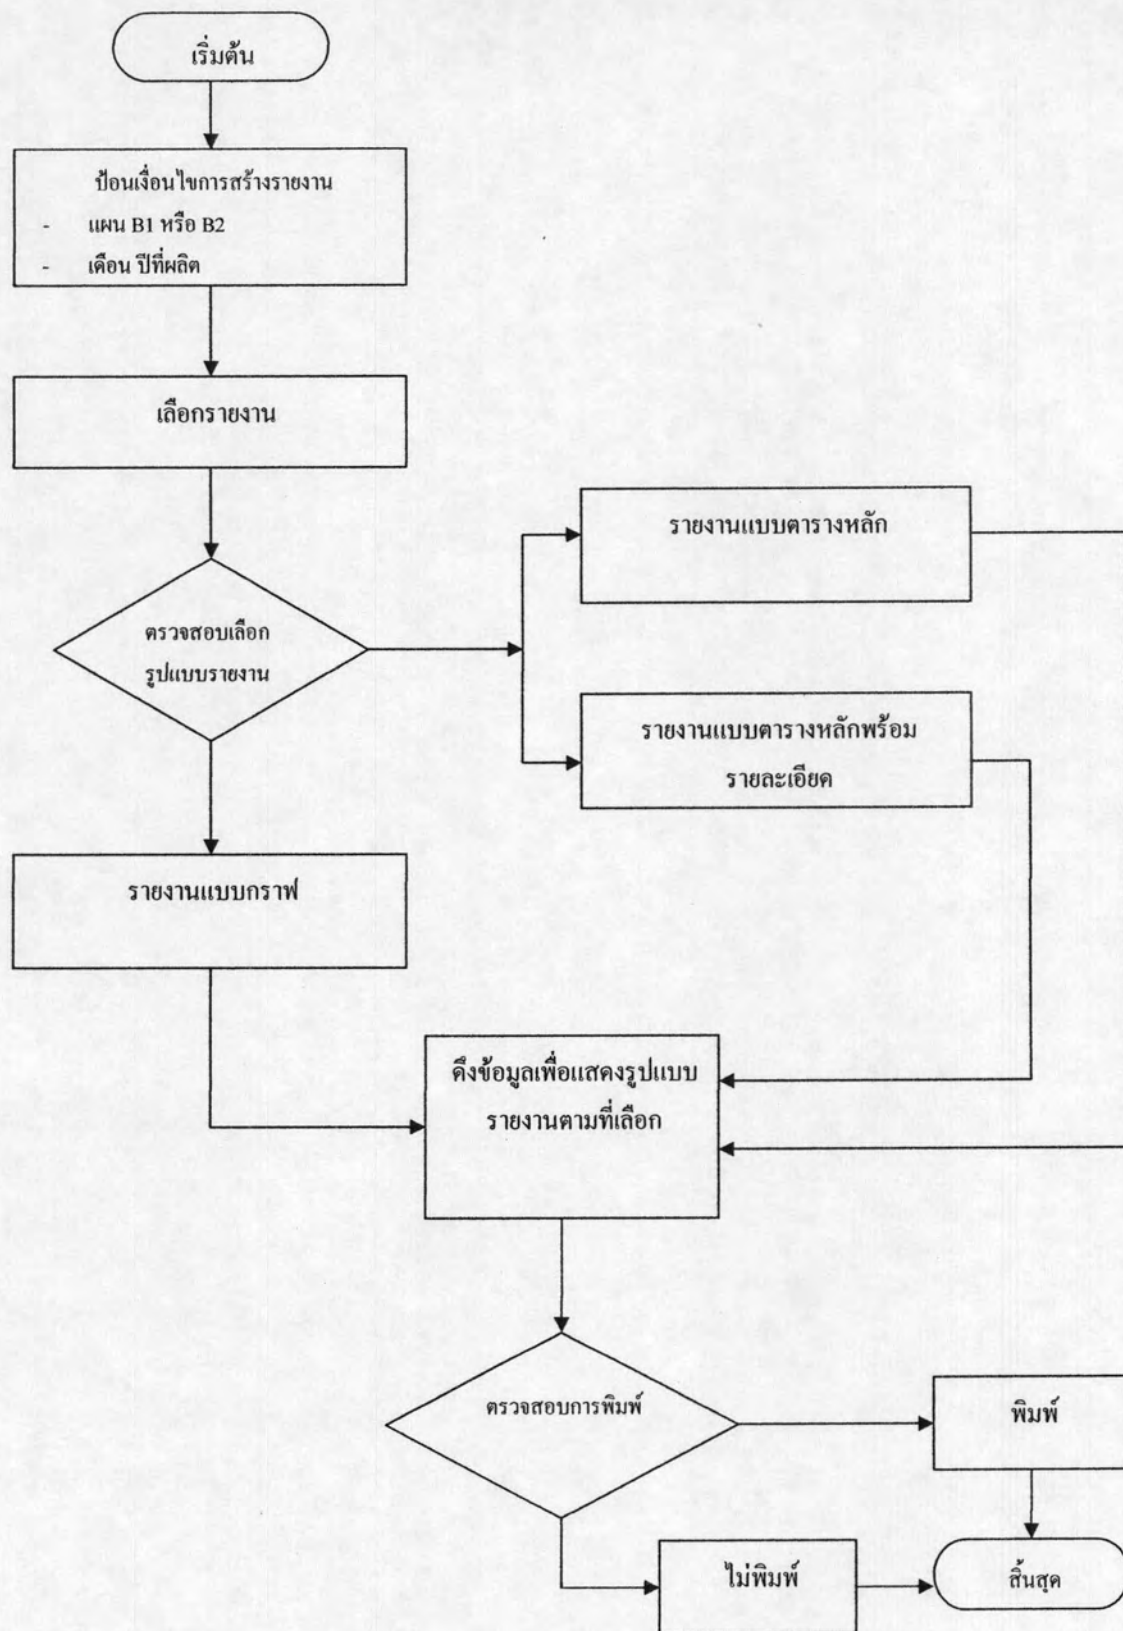 เริ่มต้น
ป้อนเงื่อนไขการสร้างรายงาน
- แผน B1 หรือ B2
- เดือน ปีที่ผลิต
เลือกรายงาน
ตรวจสอบเลือก
รูปแบบรายงาน
รายงานแบบตารางหลัก
รายงานแบบตารางหลักพร้อม
รายละเอียด
รายงานแบบกราฟ
ดึงข้อมูลเพื่อแสดงรูปแบบ
รายงานตามที่เลือก
ตรวจสอบการพิมพ์
พิมพ์
ไม่พิมพ์
สิ้นสุด